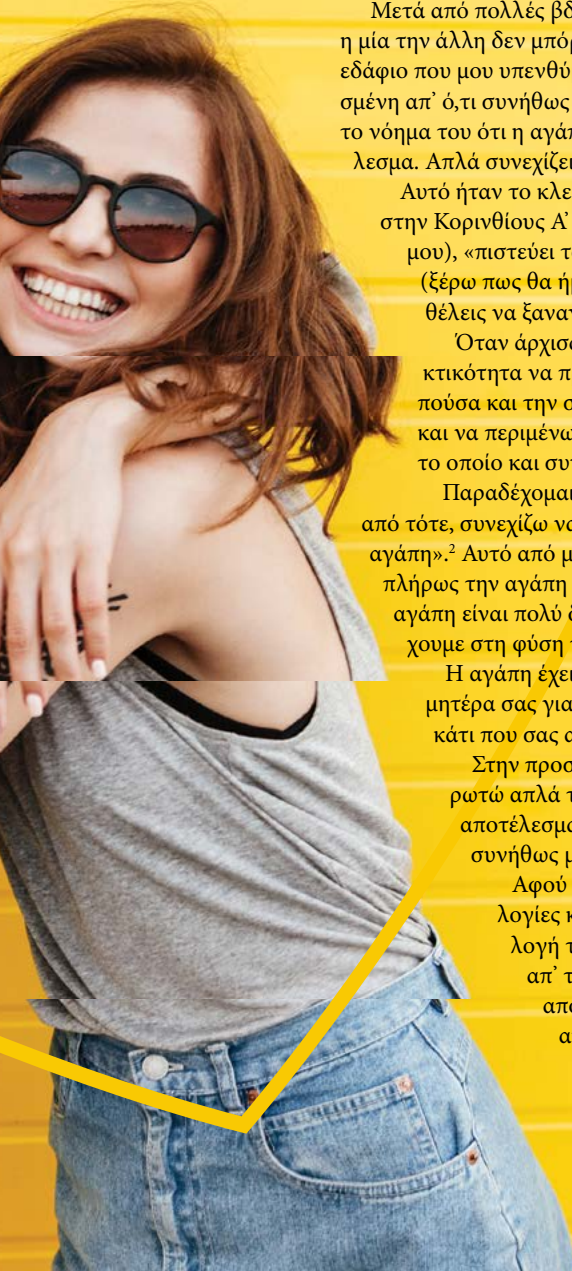 Μετά από πολλές βδ
η μία την άλλη δεν μπόρ
εδάφιο που μου υπενθύ
σμένη απ’ ό,τι συνήθως
το νόημα του ότι η αγάπ
λεσμα. Απλά συνεχίζει
Αυτό ήταν το κλε
στην Κορινθίους Α’
μου), «πιστεύει τ
(ξέρω πως θα ή
θέλεις να ξαναν
Όταν άρχισα
κτικότητα να π
πούσα και την σ
και να περιμένω
το οποίο και συ
Παραδέχομαι
από τότε, συνεχίζω να
αγάπη».² Αυτό από μ
πλήρως την αγάπη
αγάπη είναι πολύ δ
χουμε στη φύση
Η αγάπη έχει
μητέρα σας για
κάτι που σας α
Στην προσ
ρωτώ απλά τ
αποτέλεσμα
συνήθως μ
Αφού
λογίες κ
λογή τ
απ’ τ
απο
α